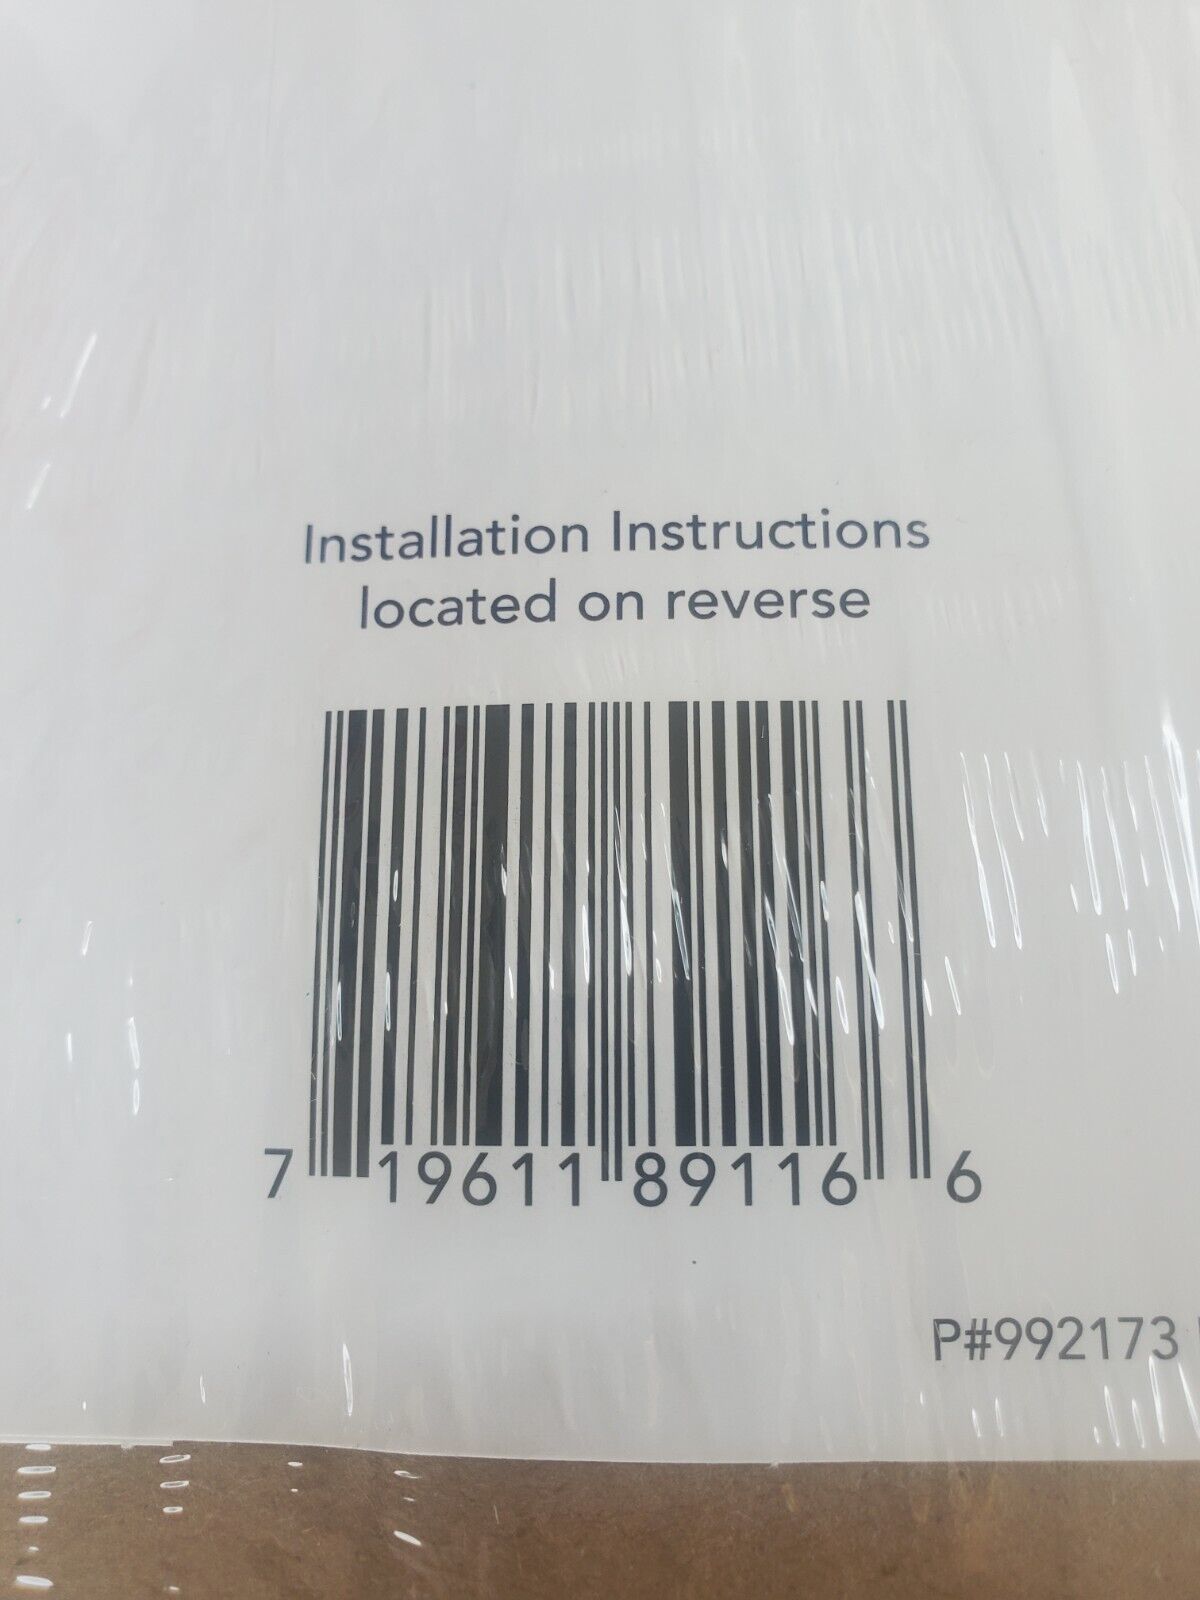 Installation Instructions
located on reverse
7 19611 89116 6
P#992173